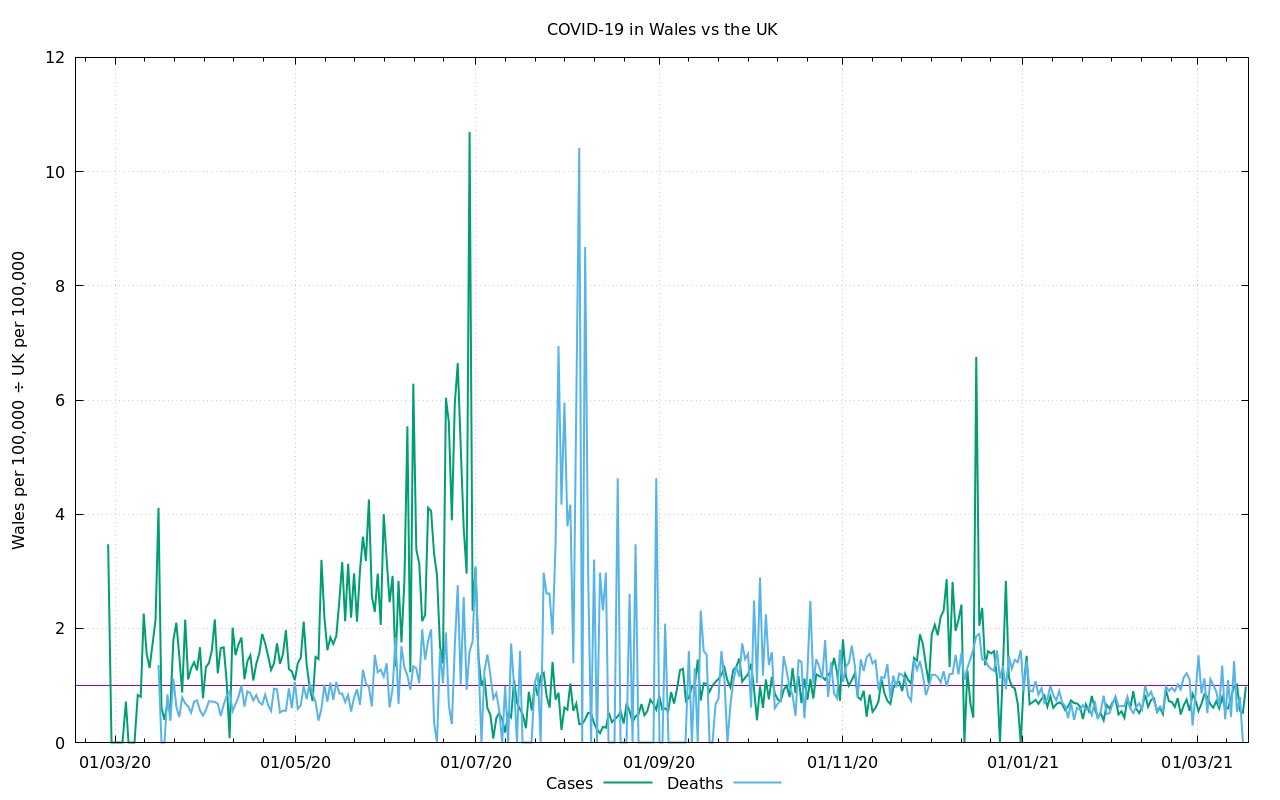 COVID-19 in Wales vs the UK
Wales per 100,000 ÷ UK per 100,000
12
10
8
6
4
2
0
01/03/20 01/05/20 01/07/20 01/09/20 01/11/20 01/01/21 01/03/21
Cases Deaths